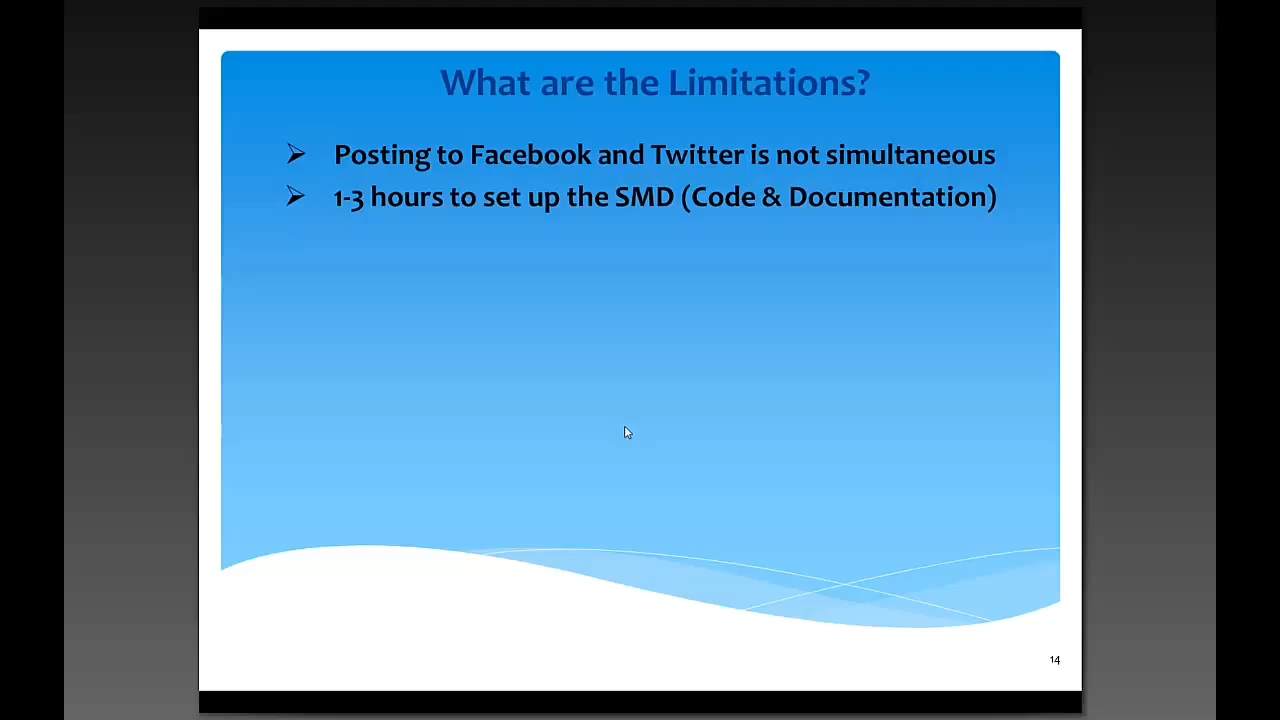 What are the Limitations?
Posting to Facebook and Twitter is not simultaneous
1-3 hours to set up the SMD (Code & Documentation)
14